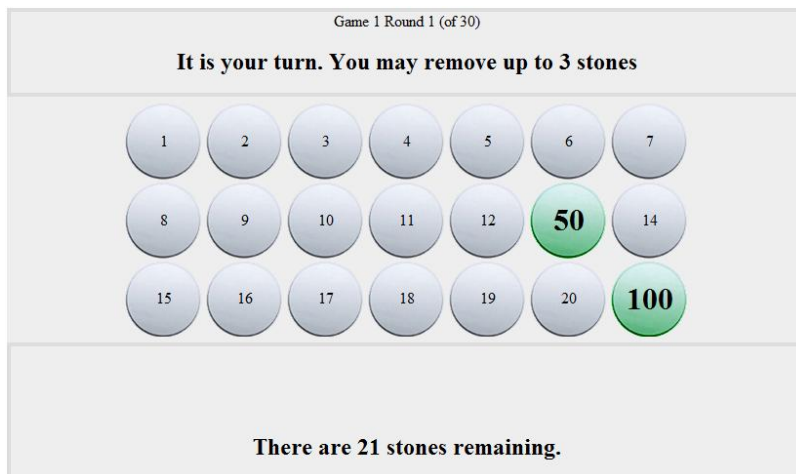 Game 1 Round 1 (of 30)
It is your turn. You may remove up to 3 stones
1 2 3 4 5 6 7
8 9 10 11 12 50 14
15 16 17 18 19 20 100
There are 21 stones remaining.